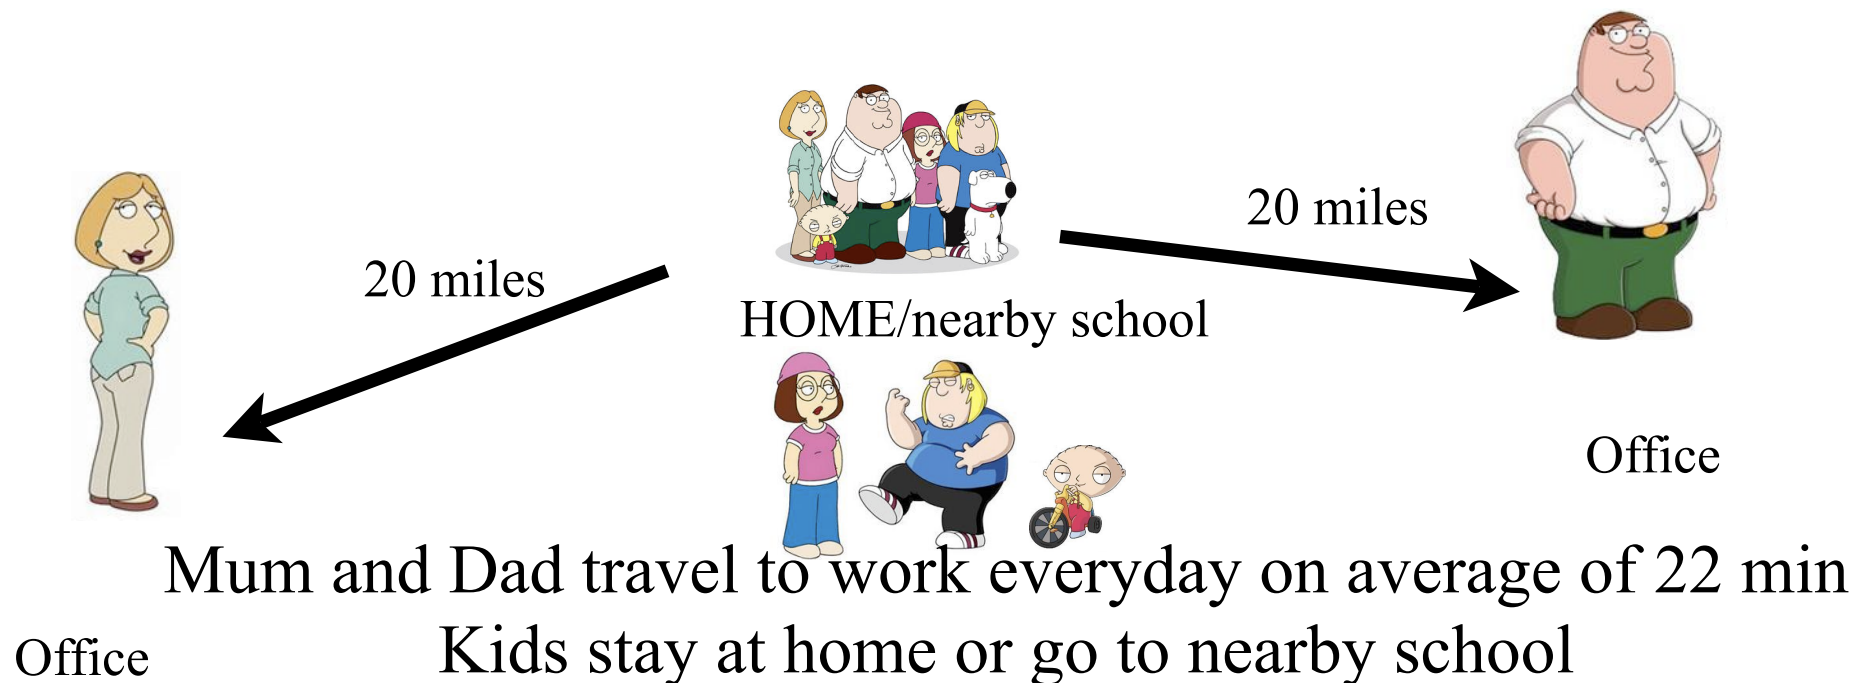 20 miles
20 miles
HOME/nearby school
Office
Mum and Dad travel to work everyday on average of 22 min
Office
Kids stay at home or go to nearby school